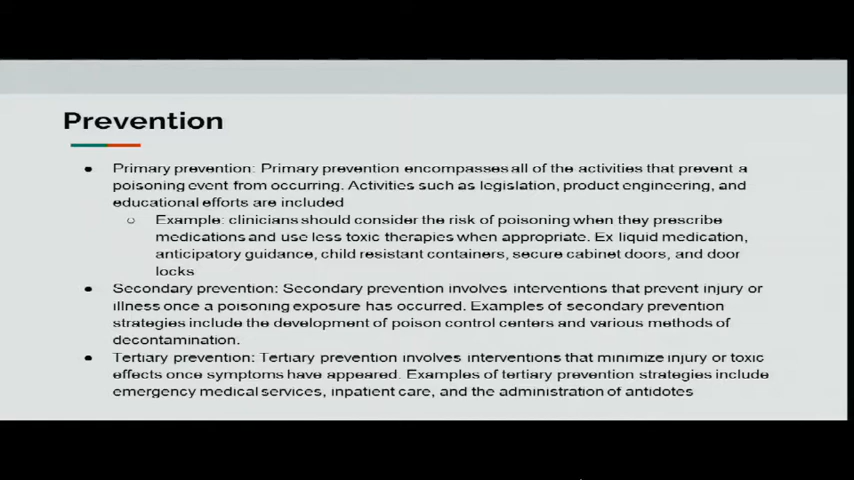 Prevention
● Primary prevention: Primary prevention encompasses all of the activities that prevent a
poisoning event from occurring. Activities such as legislation, product engineering, and
educational efforts are included
○ Example: clinicians should consider the risk of poisoning when they prescribe
medications and use less toxic therapies when appropriate. Ex liquid medication,
anticipatory guidance, child resistant containers, secure cabinet doors, and door
locks
● Secondary prevention: Secondary prevention involves interventions that prevent injury or
illness once a poisoning exposure has occurred. Examples of secondary prevention
strategies include the development of poison control centers and various methods of
decontamination.
● Tertiary prevention: Tertiary prevention involves interventions that minimize injury or toxic
effects once symptoms have appeared. Examples of tertiary prevention strategies include
emergency medical services, inpatient care, and the administration of antidotes